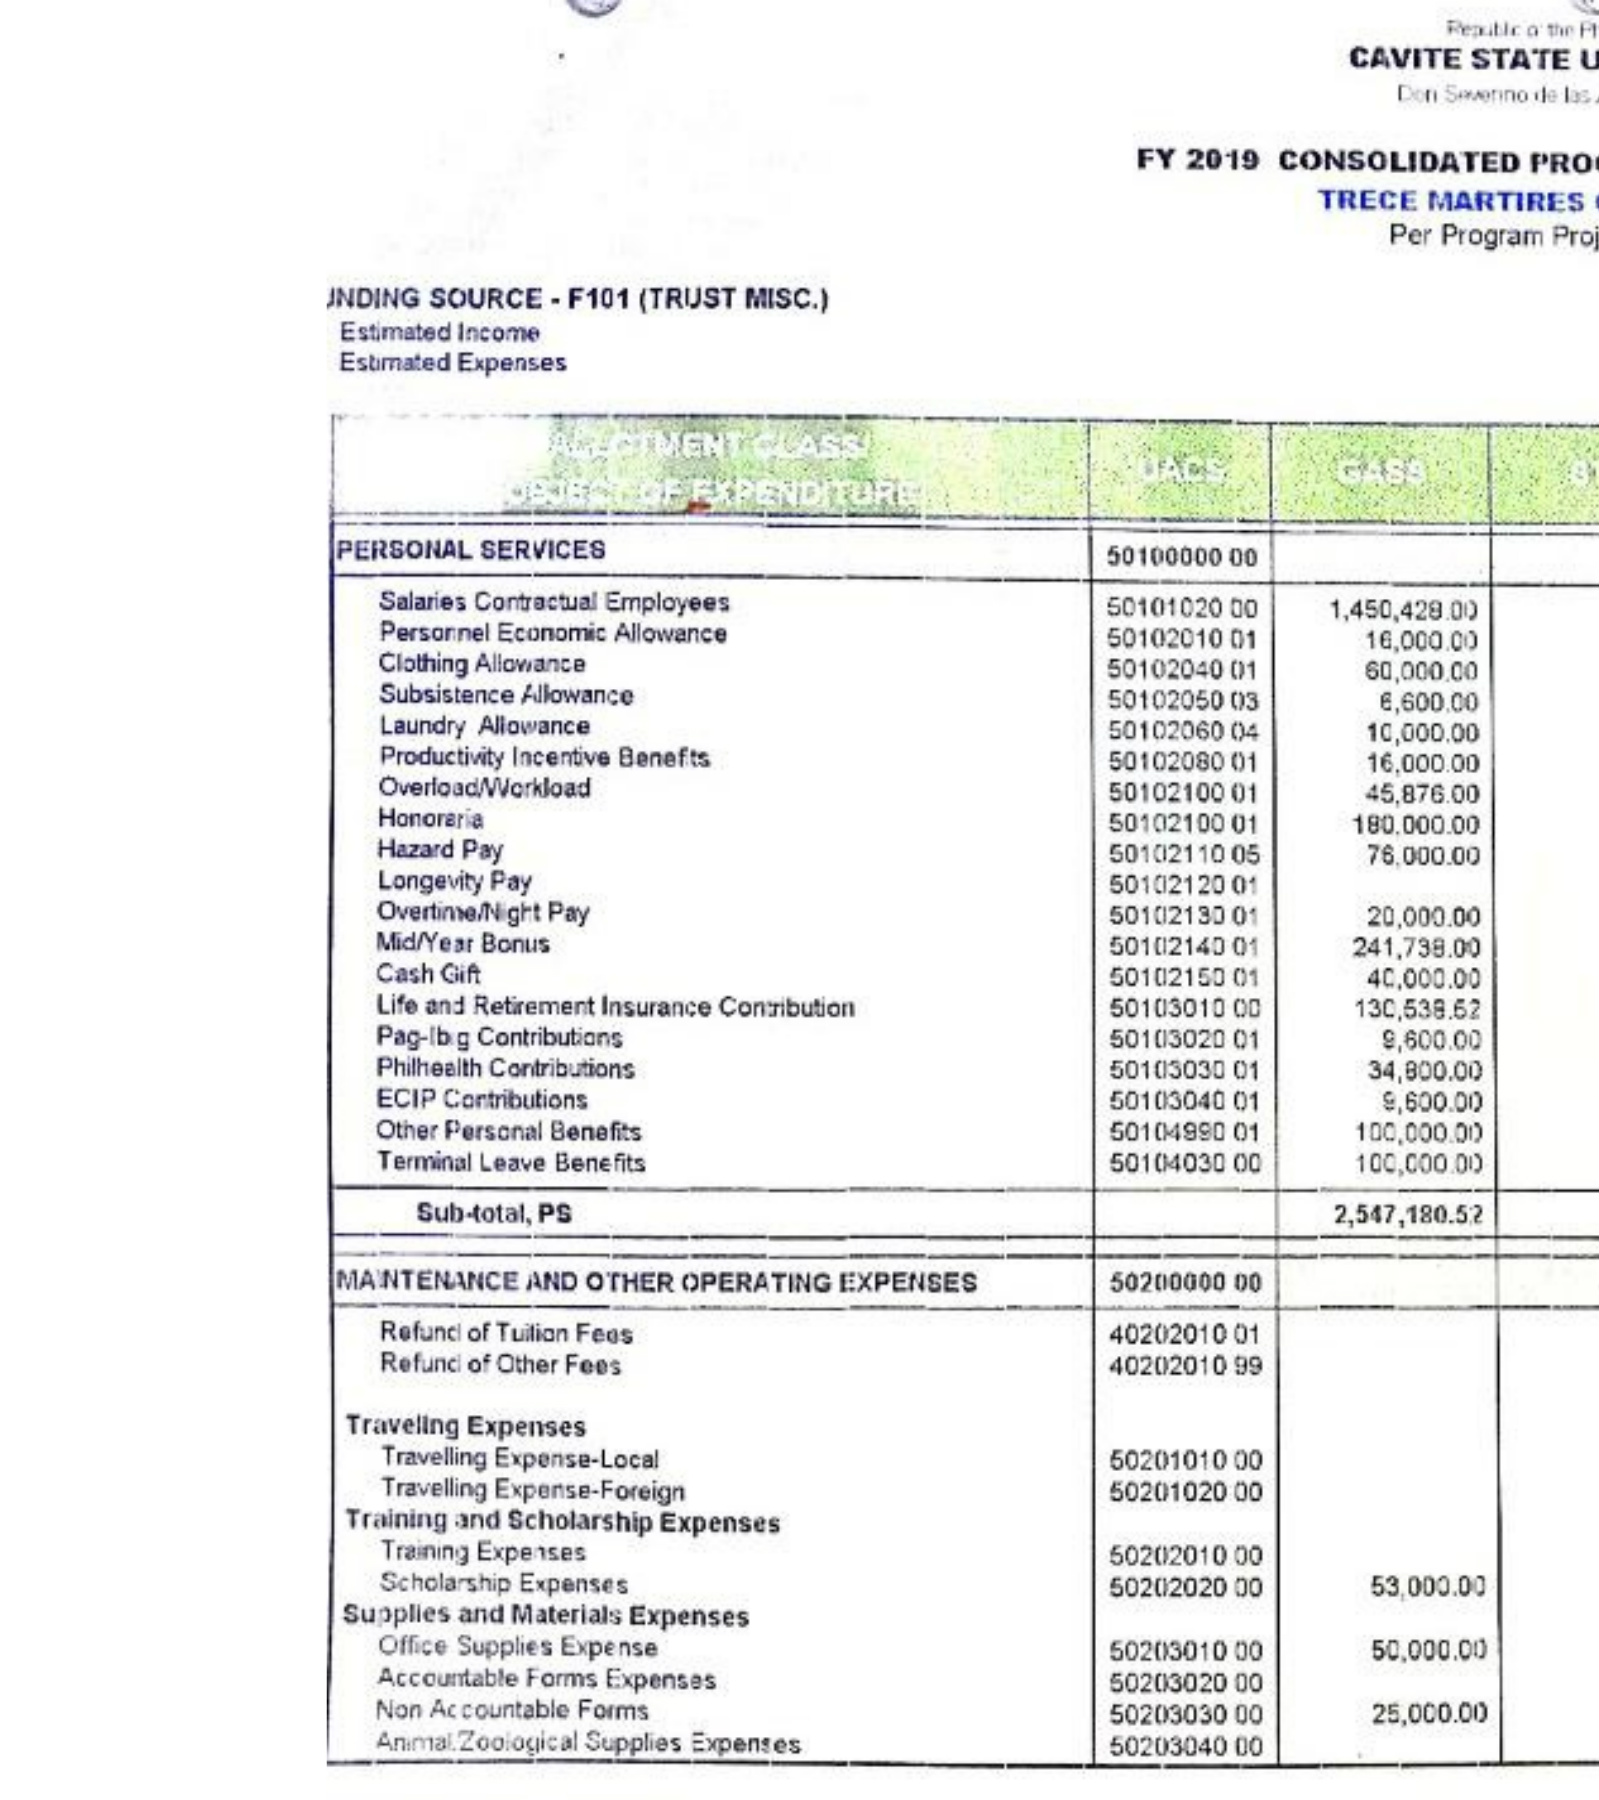 Republic of the
CAVITE STATE
Don Severino de las
FY 2019 CONSOLIDATED
TRECE MARTIRES
Per Program
FUNDING SOURCE - F101 (TRUST MISC.)
Estimated Income
Estimated Expenses
ALLOTMENT CLASS
OBJECT OF EXPENDITURE UACS GASS
PERSONAL SERVICES 50100000 00
Salaries Contractual Employees 50101020 00 1,450,428.00
Personnel Economic Allowance 50102010 01 16,000.00
Clothing Allowance 50102040 01 60,000.00
Subsistence Allowance 50102050 03 6,600.00
Laundry Allowance 50102060 04 10,000.00
Productivity Incentive Benefits 50102080 01 16,000.00
Overload/Workload 50102100 01 45,876.00
Honoraria 50102100 01 180,000.00
Hazard Pay 50102110 05 76,000.00
Longevity Pay 50102120 01
Overtime/Night Pay 50102130 01 20,000.00
Mid/Year Bonus 50102140 01 241,738.00
Cash Gift 50102150 01 40,000.00
Life and Retirement Insurance Contribution 50103010 00 130,538.52
Pag-Ibig Contributions 50103020 01 9,600.00
Philhealth Contributions 50103030 01 34,800.00
ECIP Contributions 50103040 01 9,600.00
Other Personal Benefits 50104990 01 100,000.00
Terminal Leave Benefits 50104030 00 100,000.00
Sub-total, PS 2,547,180.52
MAINTENANCE AND OTHER OPERATING EXPENSES 50200000 00
Refund of Tuition Fees 40202010 01
Refund of Other Fees 40202010 99
Traveling Expenses
Travelling Expense-Local 50201010 00
Travelling Expense-Foreign 50201020 00
Training and Scholarship Expenses
Training Expenses 50202010 00
Scholarship Expenses 50202020 00 53,000.00
Supplies and Materials Expenses
Office Supplies Expense 50203010 00 50,000.00
Accountable Forms Expenses 50203020 00
Non Accountable Forms 50203030 00 25,000.00
Animal/Zoological Supplies Expenses 50203040 00